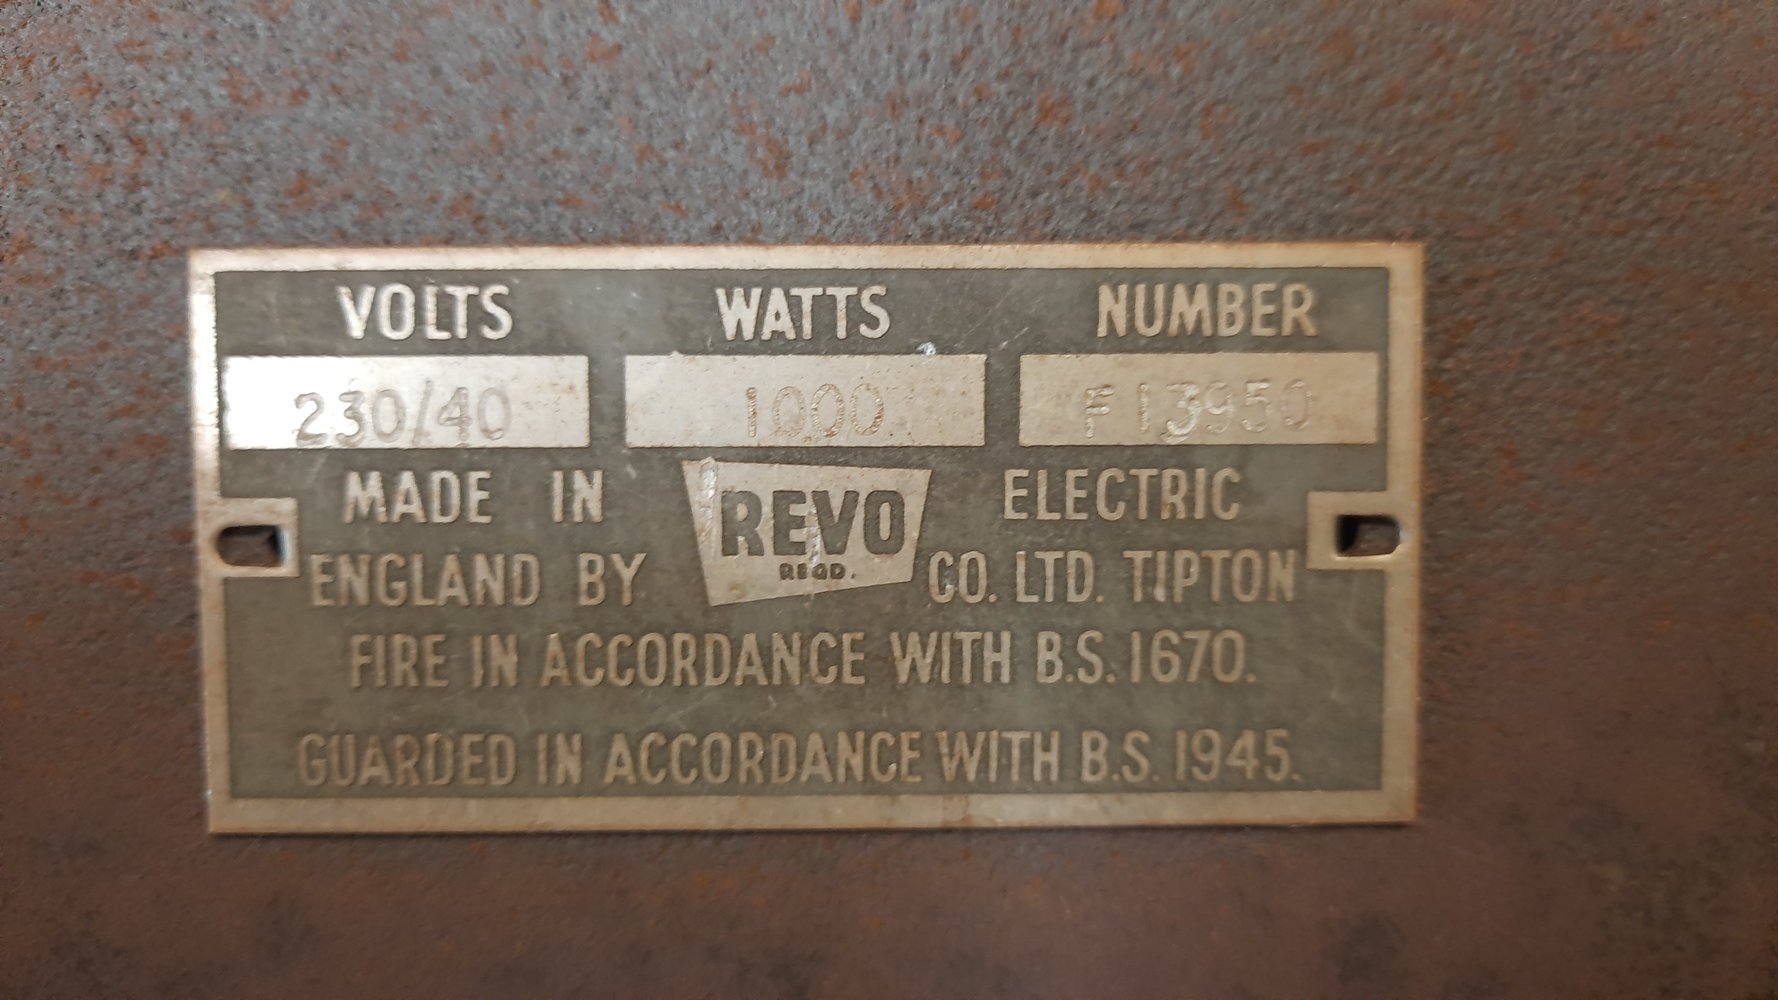 VOLTS WATTS NUMBER
230/40 1000 F13950
MADE IN REVO ELECTRIC
REGD.
ENGLAND BY CO. LTD. TIPTON
FIRE IN ACCORDANCE WITH B.S. 1670.
GUARDED IN ACCORDANCE WITH B.S. 1945.